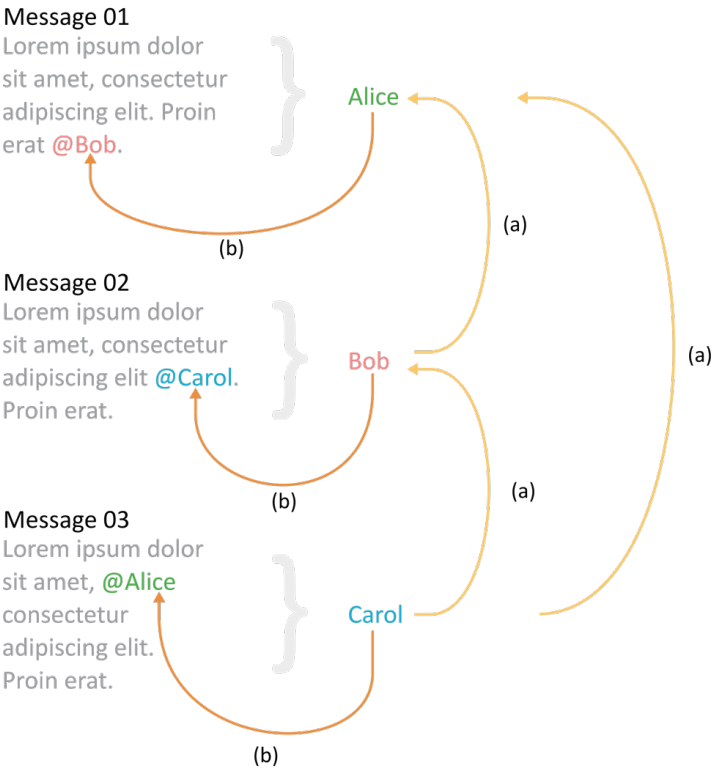 Message 01
Lorem ipsum dolor
sit amet, consectetur
adipiscing elit. Proin
erat @Bob.
Alice
(b)
(a)
Message 02
Lorem ipsum dolor
sit amet, consectetur
adipiscing elit @Carol.
Proin erat.
Bob
(a)
(b)
(a)
Message 03
Lorem ipsum dolor
sit amet, @Alice
consectetur
adipiscing elit.
Proin erat.
Carol
(b)